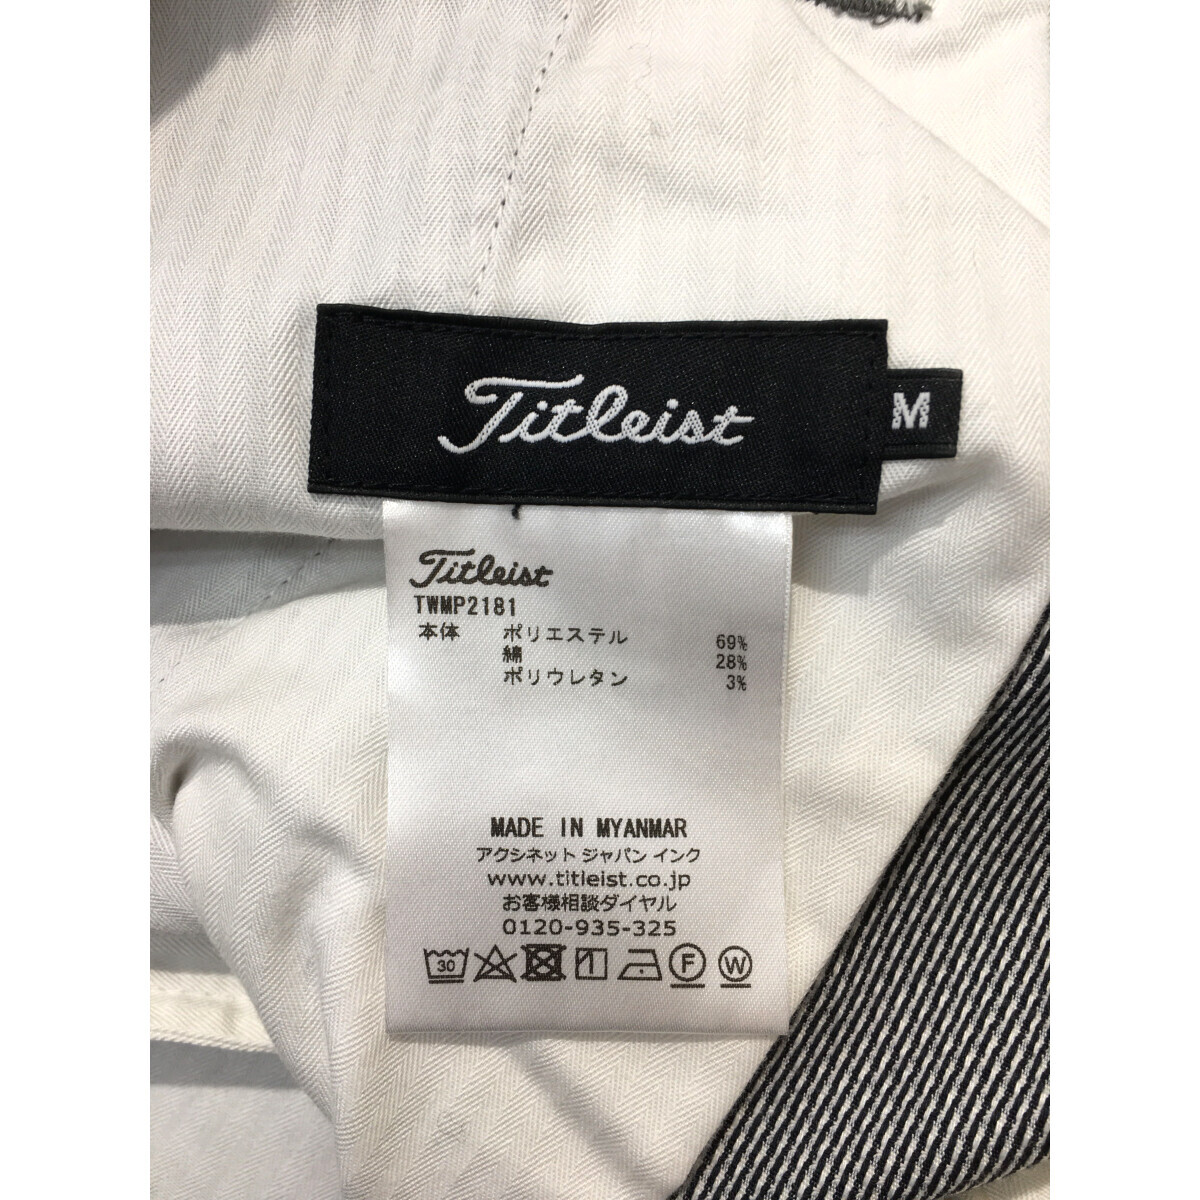 Titleist
M
Titleist
TWMP2181
本体 ポリエステル 69%
綿 28%
ポリウレタン 3%
MADE IN MYANMAR
アクシネット ジャパン インク
www.titleist.co.jp
お客様相談ダイヤル
0120-935-325
30 F W